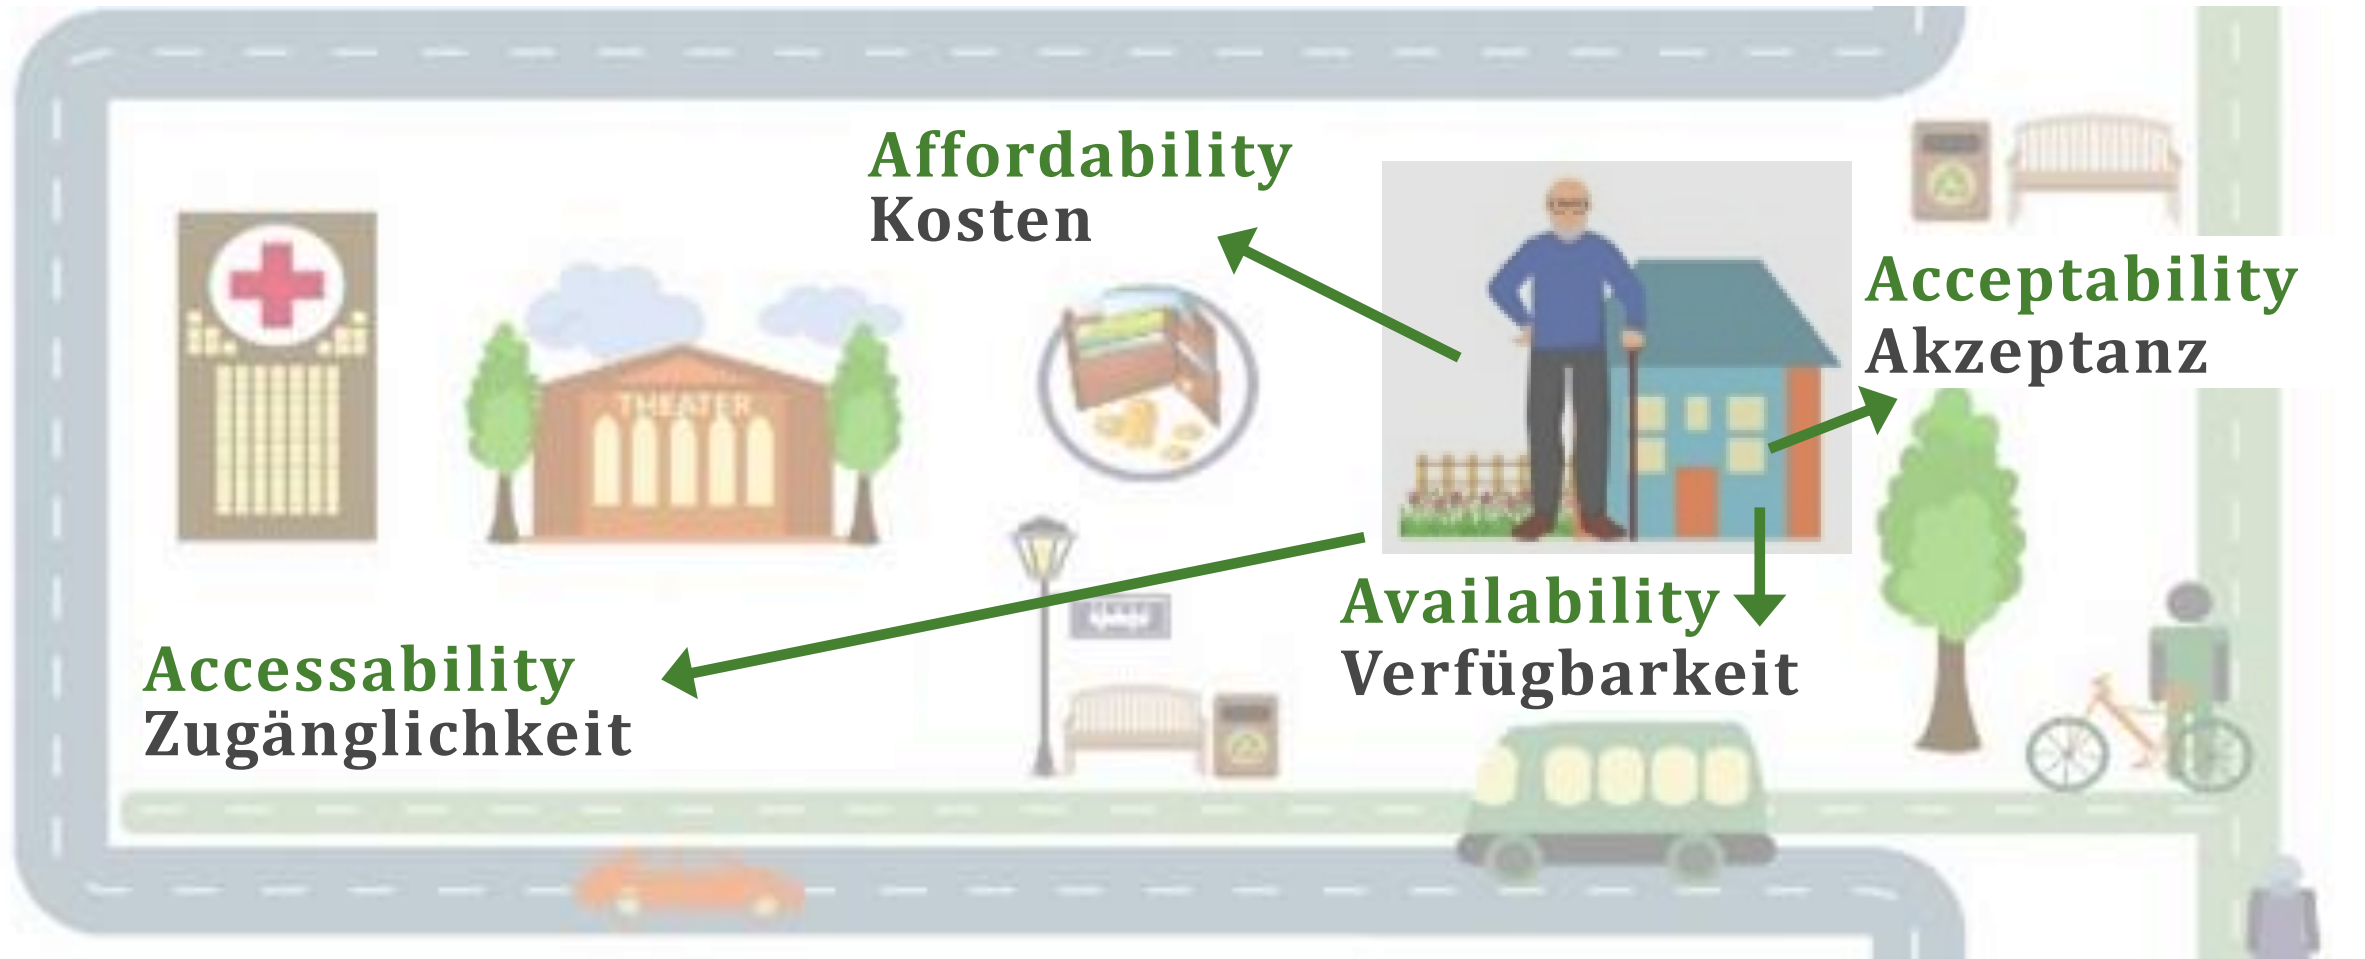 Affordability
Kosten
Acceptability
Akzeptanz
THEATER
Availability
Verfügbarkeit
Accessability
Zugänglichkeit